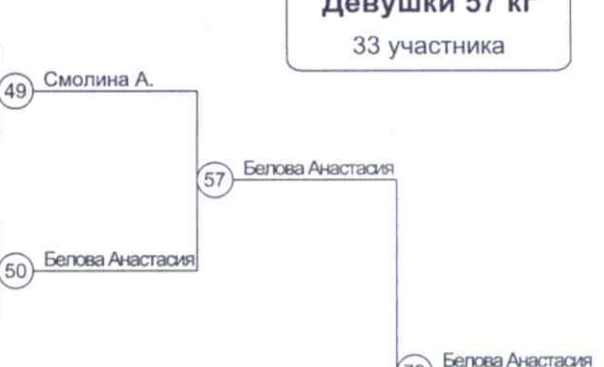 Девушки 57 кг
33 участника
49 Смолина А.
57 Белова Анастасия
50 Белова Анастасия
Белова Анастасия